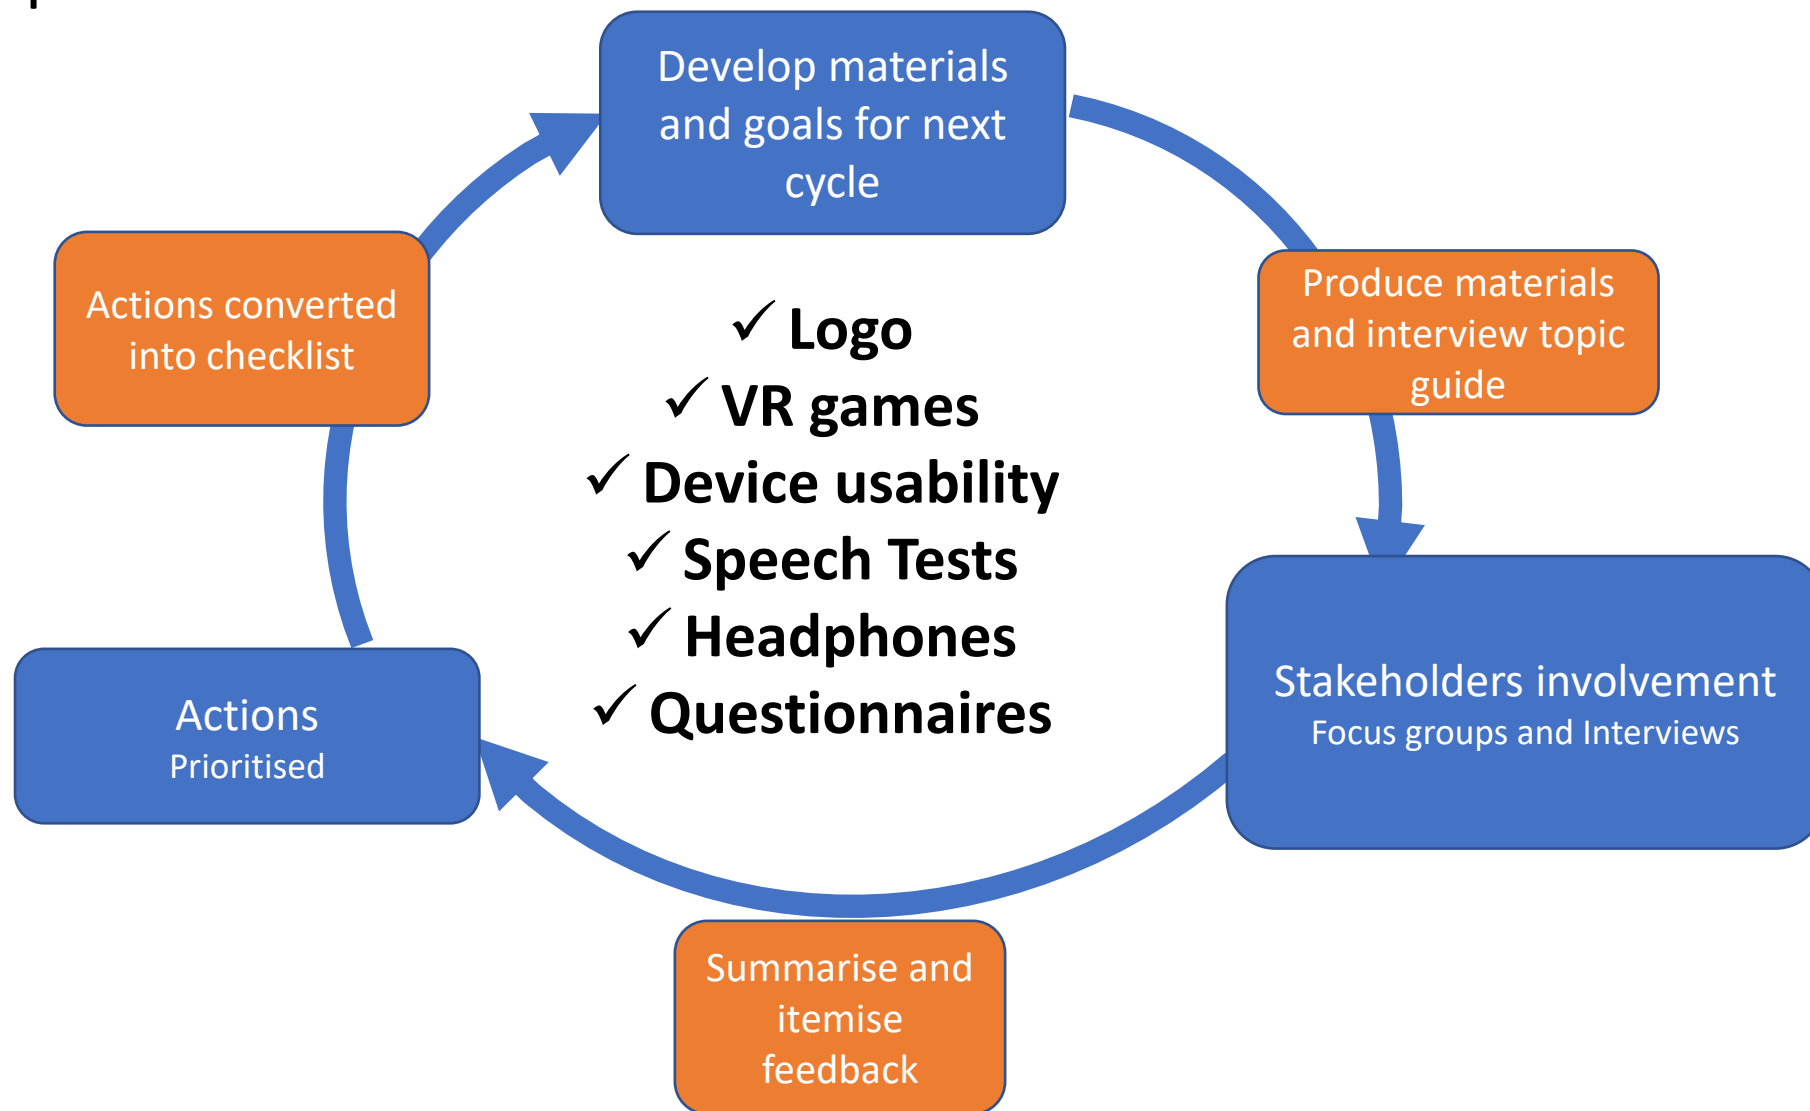 Develop materials
and goals for next
cycle
Produce materials
and interview topic
guide
Stakeholders involvement
Focus groups and Interviews
Summarise and
itemise
feedback
Actions
Prioritised
Actions converted
into checklist
✓ Logo
✓ VR games
✓ Device usability
✓ Speech Tests
✓ Headphones
✓ Questionnaires